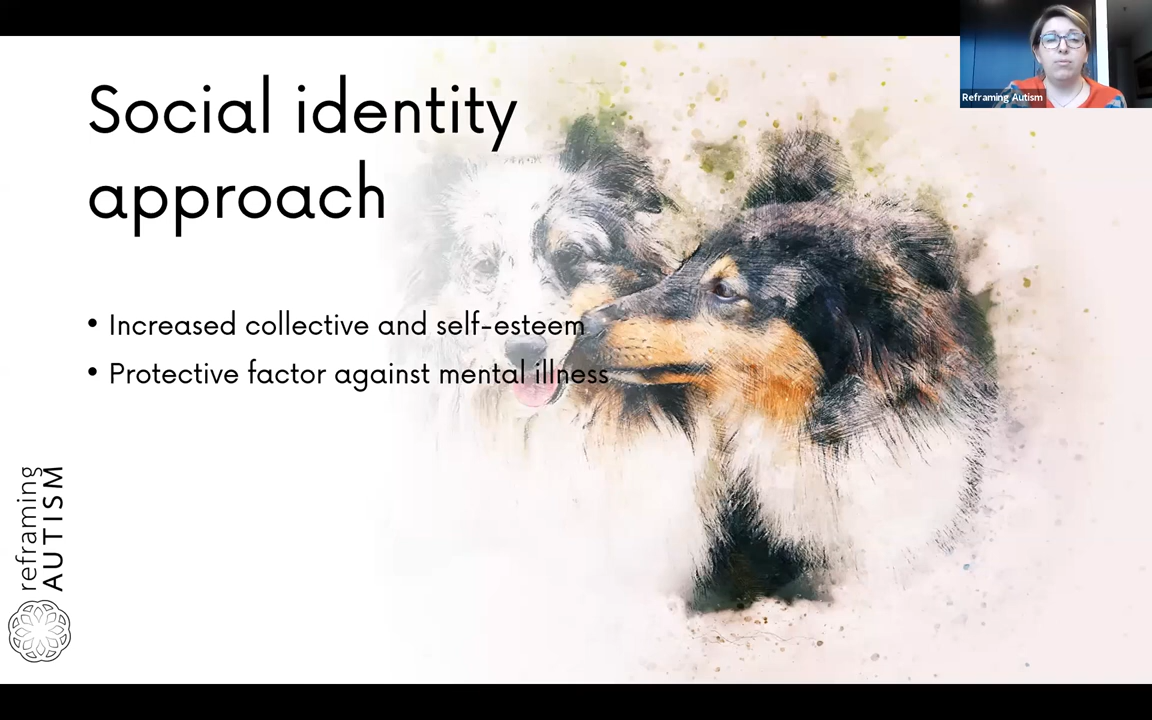 Social identity
approach
• Increased collective and self-esteem
• Protective factor against mental illness
reframing
AUTISM
Reframing Autism